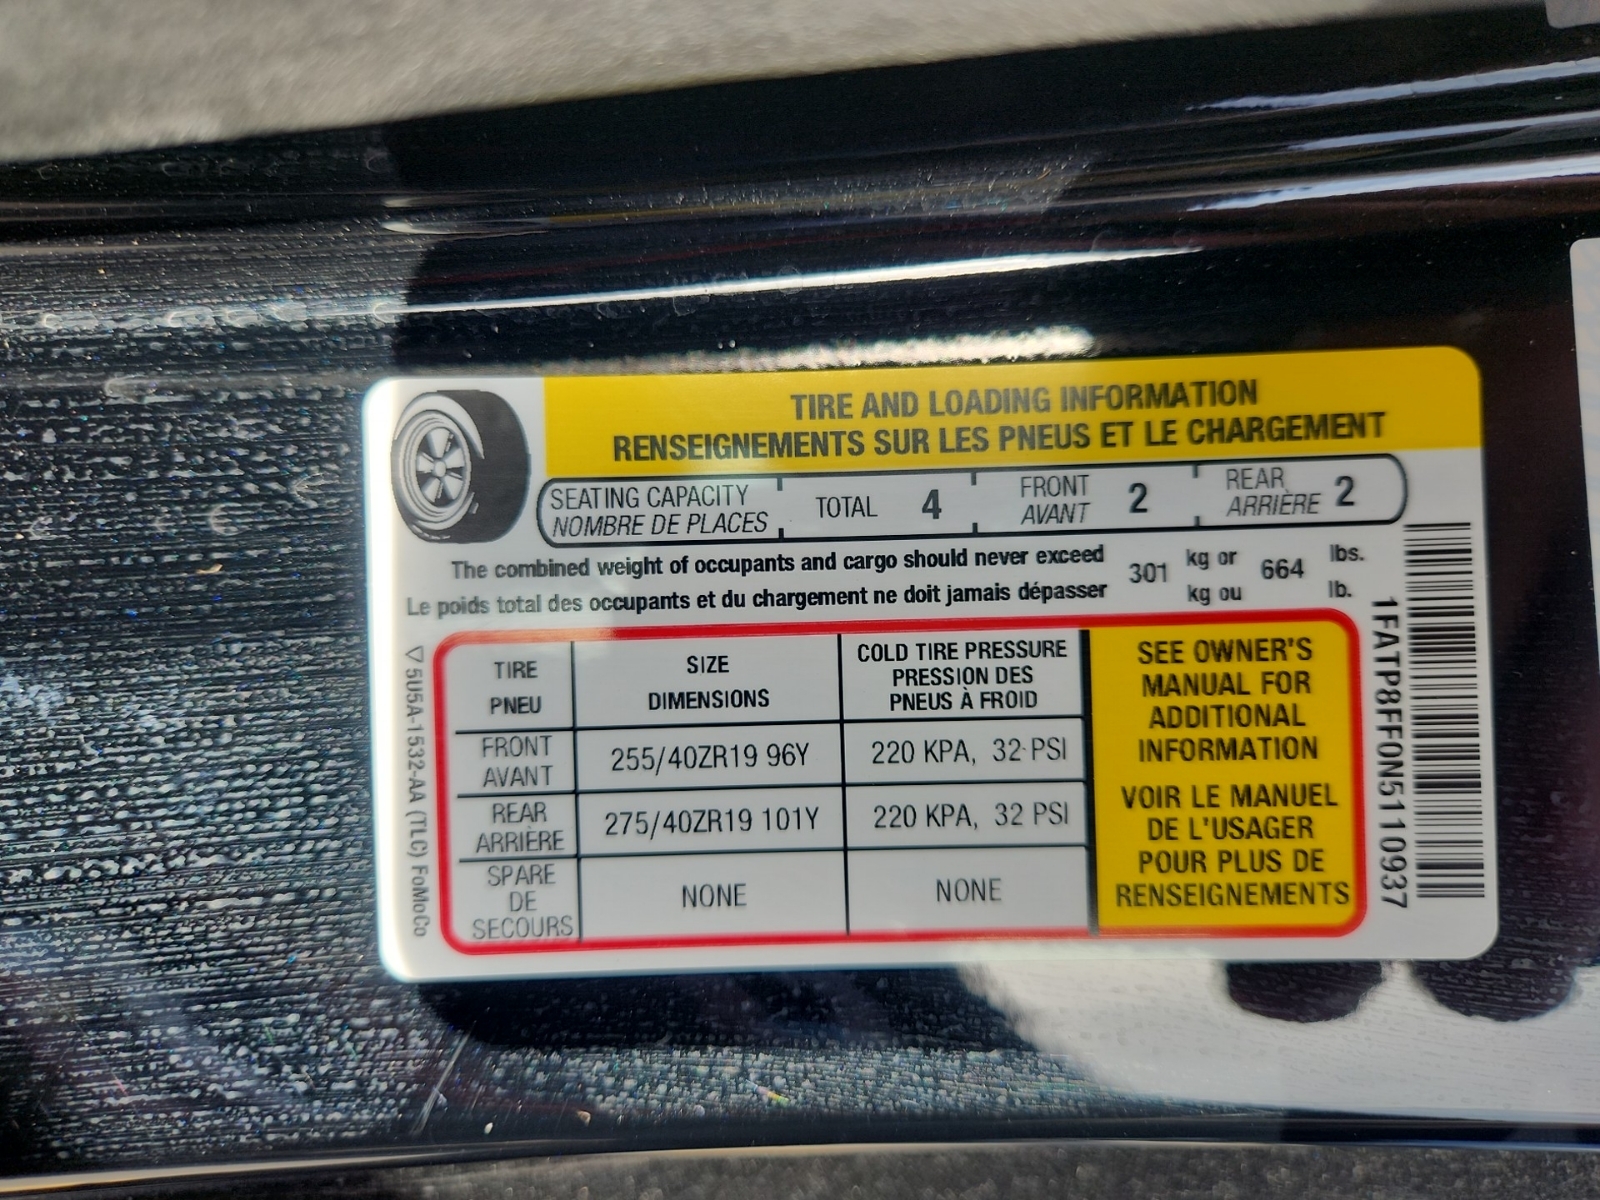 TIRE AND LOADING INFORMATION
RENSEIGNEMENTS SUR LES PNEUS ET LE CHARGEMENT
SEATING CAPACITY TOTAL 4 FRONT 2 REAR 2
NOMBRE DE PLACES AVANT ARRIÈRE
The combined weight of occupants and cargo should never exceed 301 kg or 664 lbs.
Le poids total des occupants et du chargement ne doit jamais dépasser kg ou lb.
TIRE SIZE COLD TIRE PRESSURE
PNEU DIMENSIONS PRESSION DES
PNEUS À FROID
FRONT 255/40ZR19 96Y 220 KPA, 32 PSI
AVANT
REAR 275/40ZR19 101Y 220 KPA, 32 PSI
ARRIÈRE
SPARE NONE NONE
DE
SECOURS
SEE OWNER'S
MANUAL FOR
ADDITIONAL
INFORMATION
VOIR LE MANUEL
DE L'USAGER
POUR PLUS DE
RENSEIGNEMENTS
1FATP8FF0N5110937
5U5A-1532-AA (TLC) FoMoCo